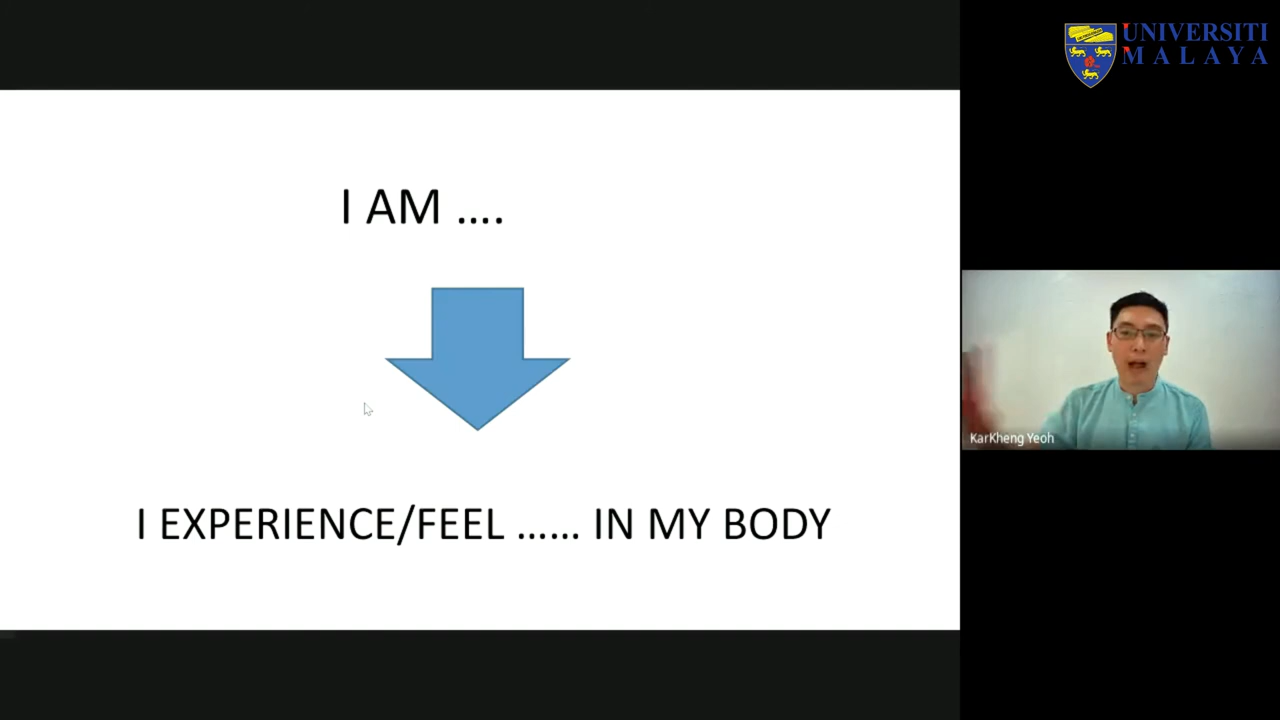 UNIVERSITI
MALAYA
I AM ....
I EXPERIENCE/FEEL ...... IN MY BODY
KarKheng Yeoh